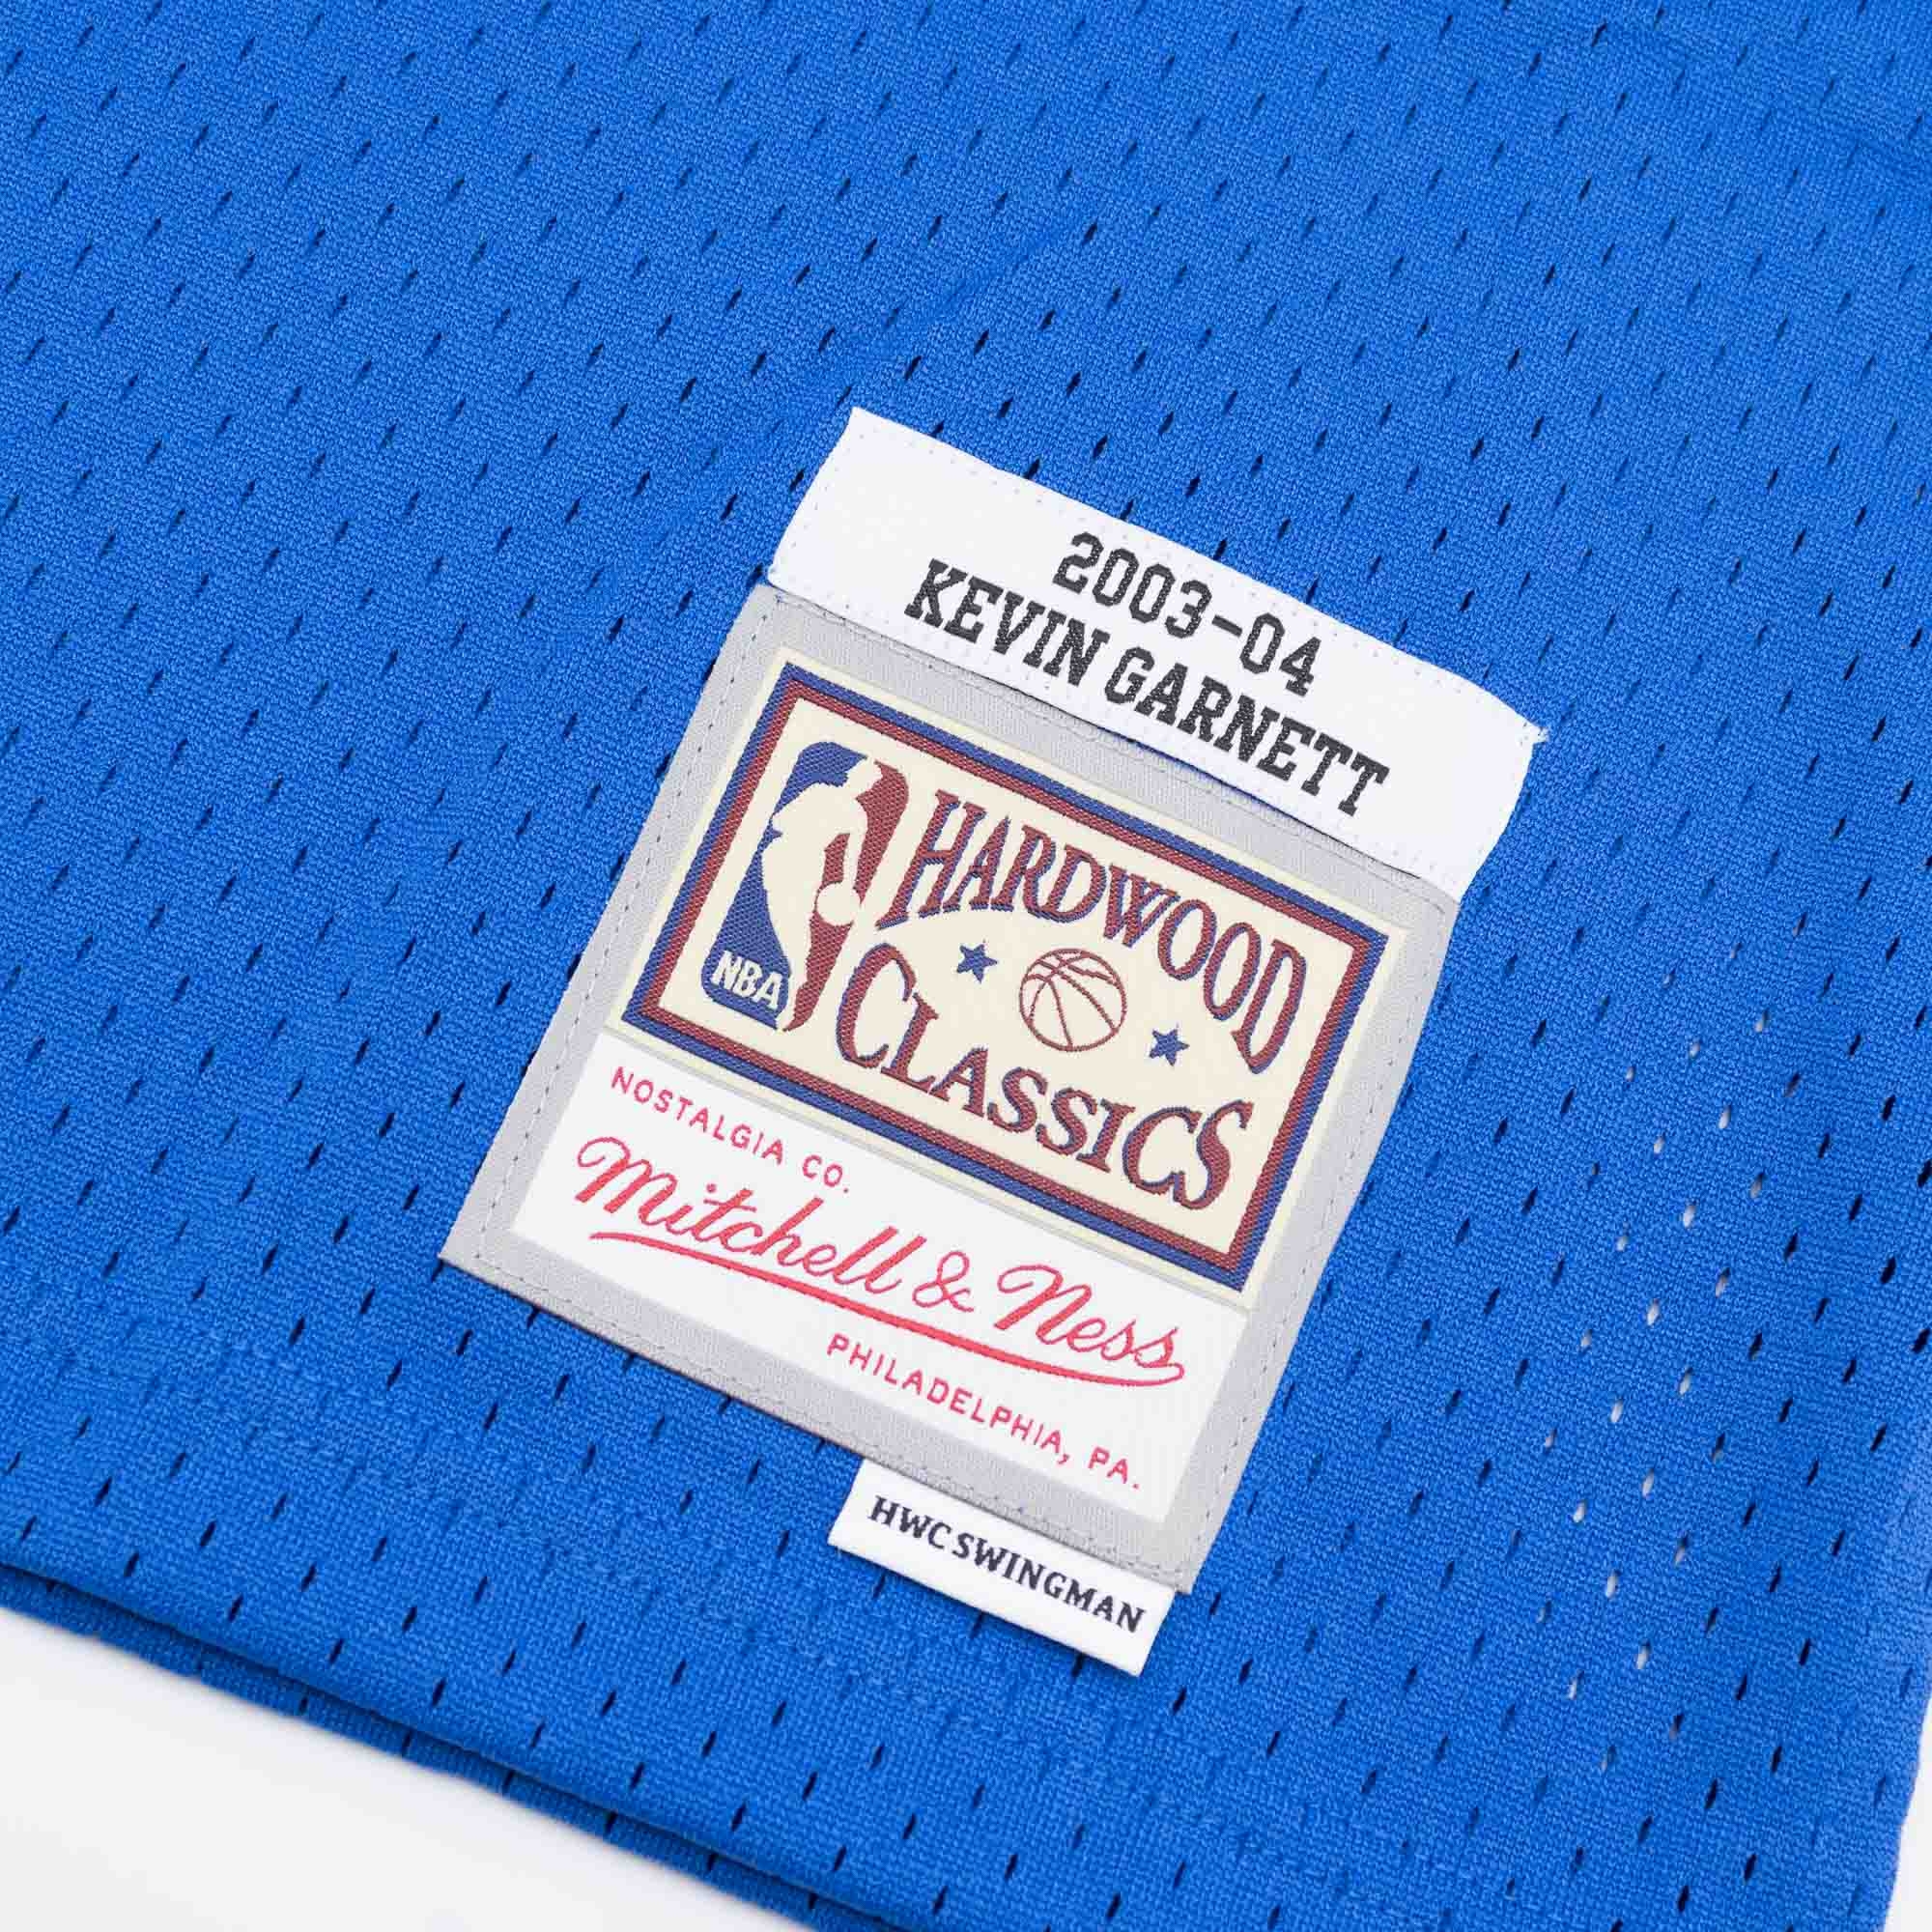 2003-04
KEVIN GARNETT
NBA
HARDWOOD
CLASSICS
NOSTALGIA CO.
Mitchell & Ness
PHILADELPHIA, PA.
HWC SWINGMAN